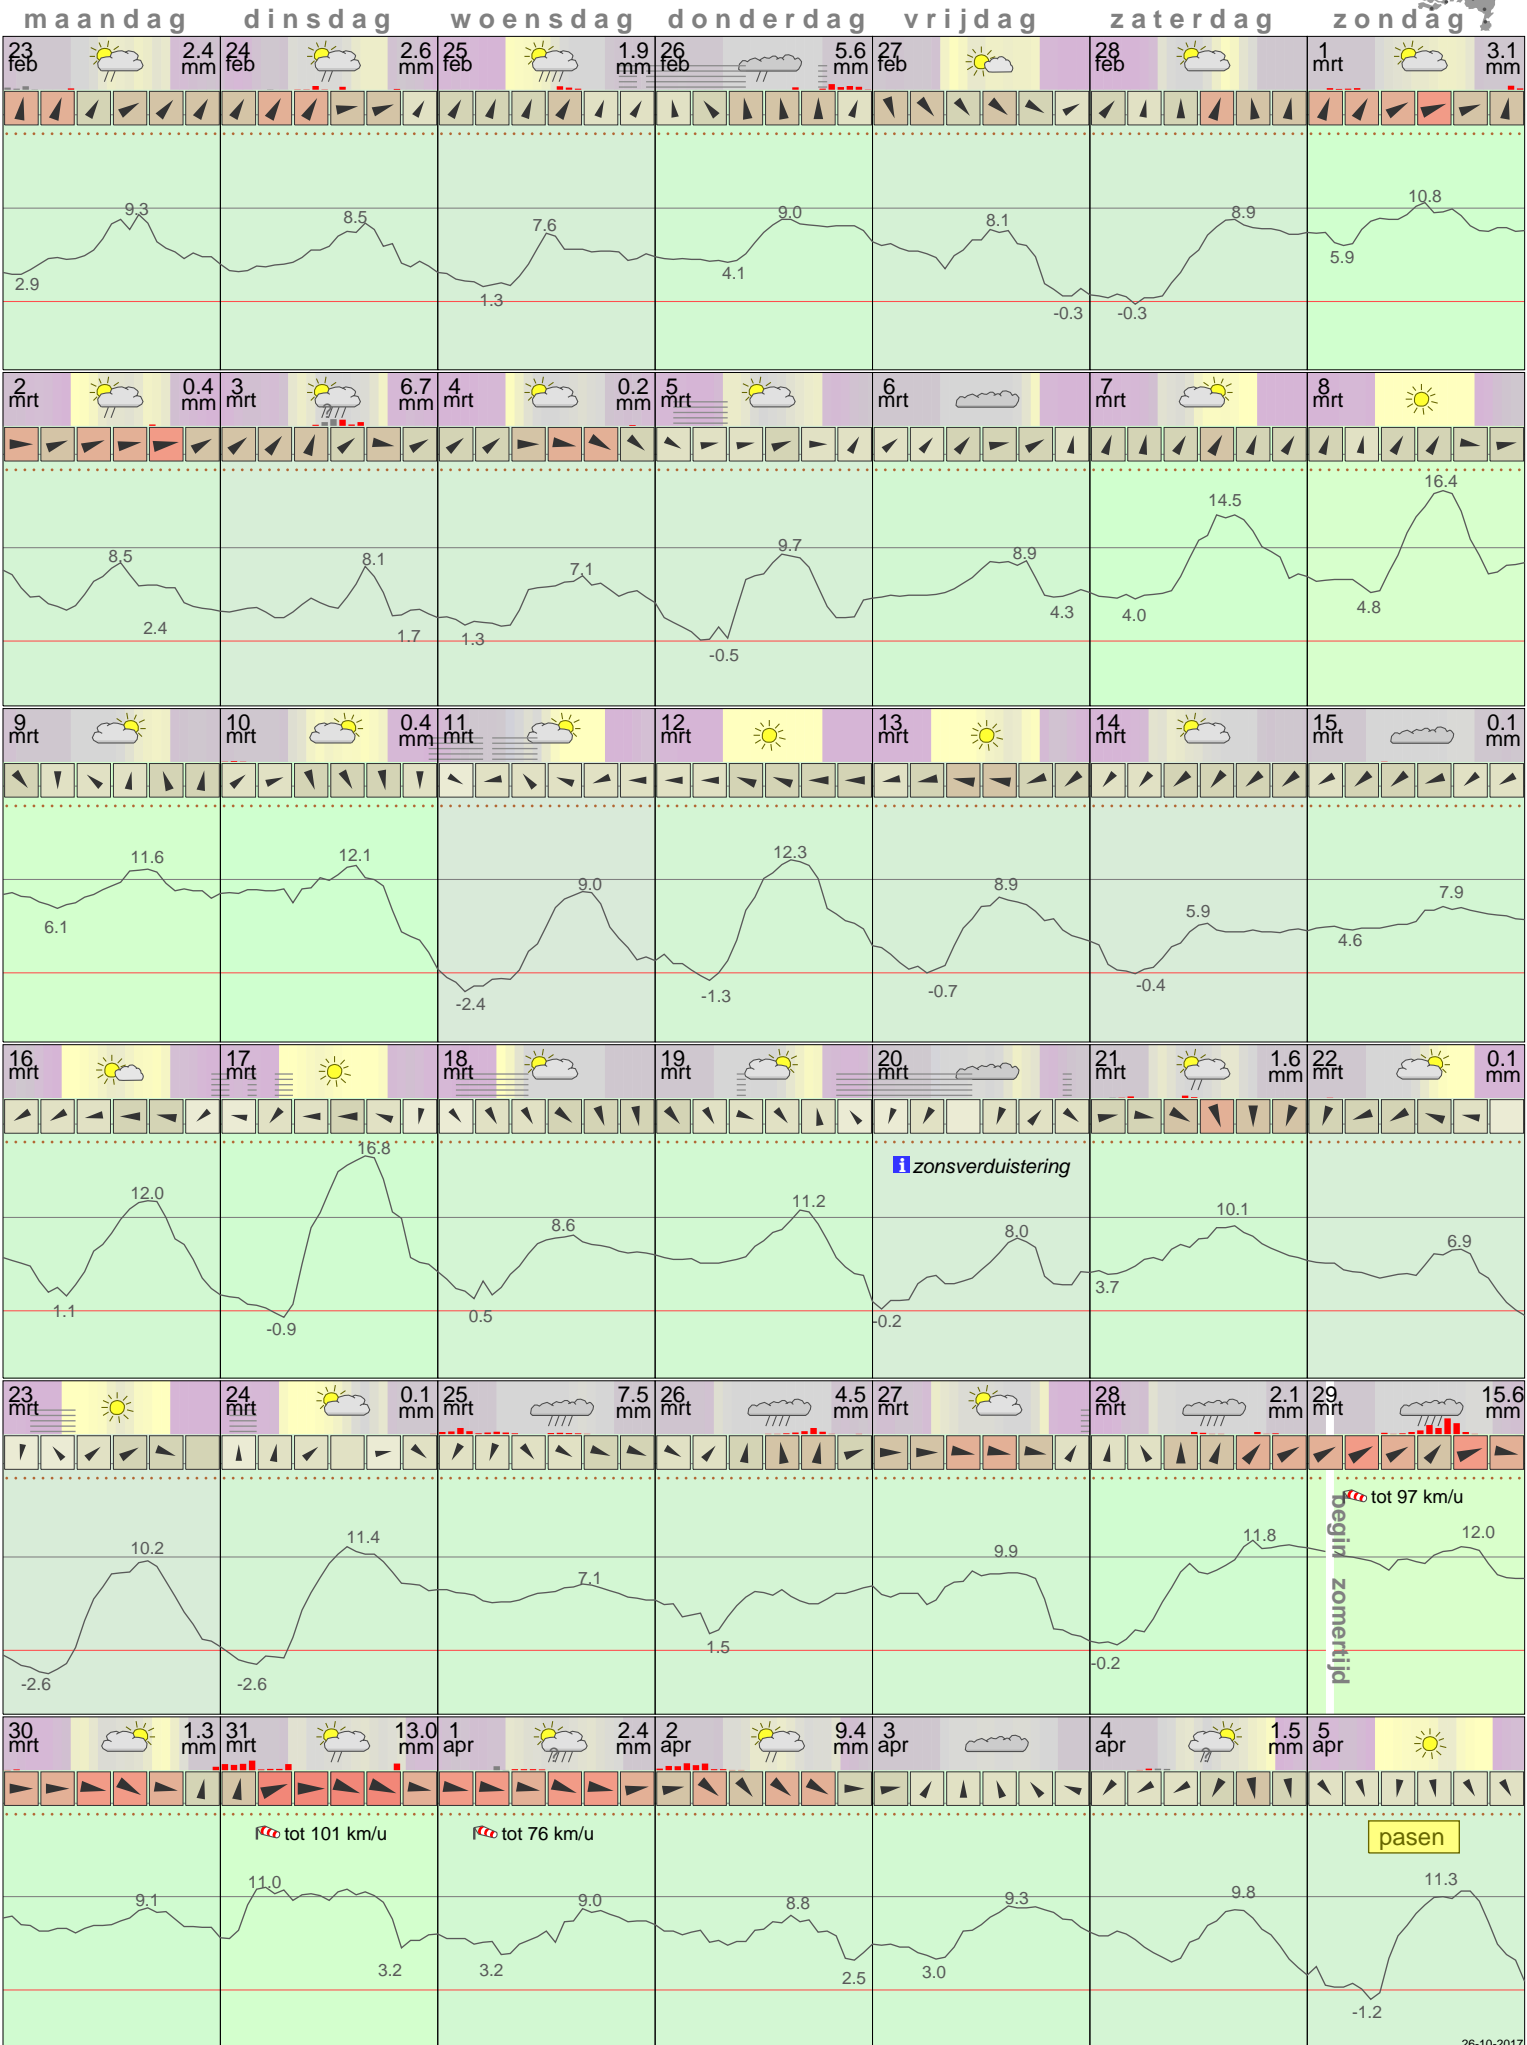 maandag dinsdag woensdag donderdag vrijdag zaterdag zondag
23 2.4 24 2.6 25 1.9 26 5.6 27 28 1 3.1
feb mm feb mm feb mm feb mm feb feb mrt mm
9.3 8.5 7.6 9.0 8.1 8.9 10.8
2.9 1.3 4.1 -0.3 -0.3 5.9
2 0.4 3 6.7 4 0.2 5 6 7 8
mrt mm mrt mm mrt mm mrt mrt mrt mrt
?
8.5 8.1 7.1 9.7 8.9 14.5 16.4
2.4 1.7 1.3 -0.5 4.3 4.0 4.8
9 10 0.4 11 12 13 14 15 0.1
mrt mrt mm mrt mrt mrt mrt mrt mm
11.6 12.1 9.0 12.3 8.9 5.9 7.9
6.1 -2.4 -1.3 -0.7 -0.4 4.6
16 17 18 19 20 21 1.6 22 0.1
mrt mrt mrt mrt mrt mrt mm mrt mm
i zonsverduistering
12.0 16.8 8.6 11.2 8.0 10.1 6.9
1.1 -0.9 0.5 -0.2 3.7
23 24 0.1 25 7.5 26 4.5 27 28 2.1 29 15.6
mrt mrt mm mrt mm mrt mm mrt mrt mm mrt mm
tot 97 km/u
begin zomertijd
10.2 11.4 7.1 9.9 11.8 12.0
-2.6 -2.6 1.5 -0.2
30 1.3 31 13.0 1 2.4 2 9.4 3 4 1.5 5
mrt mm mrt mm apr mm apr mm apr apr mm apr
? ?
tot 101 km/u tot 76 km/u pasen
9.1 11.0 9.0 8.8 9.3 9.8 11.3
3.2 3.2 2.5 3.0 -1.2
26-10-2017